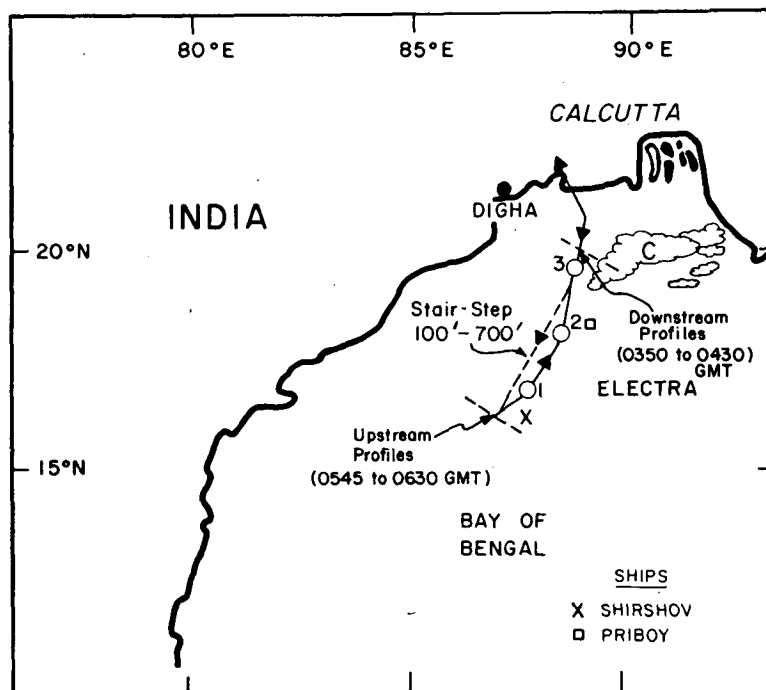 80°E
85°E
90°E
CALCUTTA
DIGHA
INDIA
20°N
C
3
Stair-Step
100'-700'
2
Downstream
Profiles
(0350 to 0430)
GMT
1
ELECTRA
X
Upstream
Profiles
(0545 to 0630 GMT)
15°N
BAY OF
BENGAL
SHIPS
X SHIRSHOV
□ PRIBOY